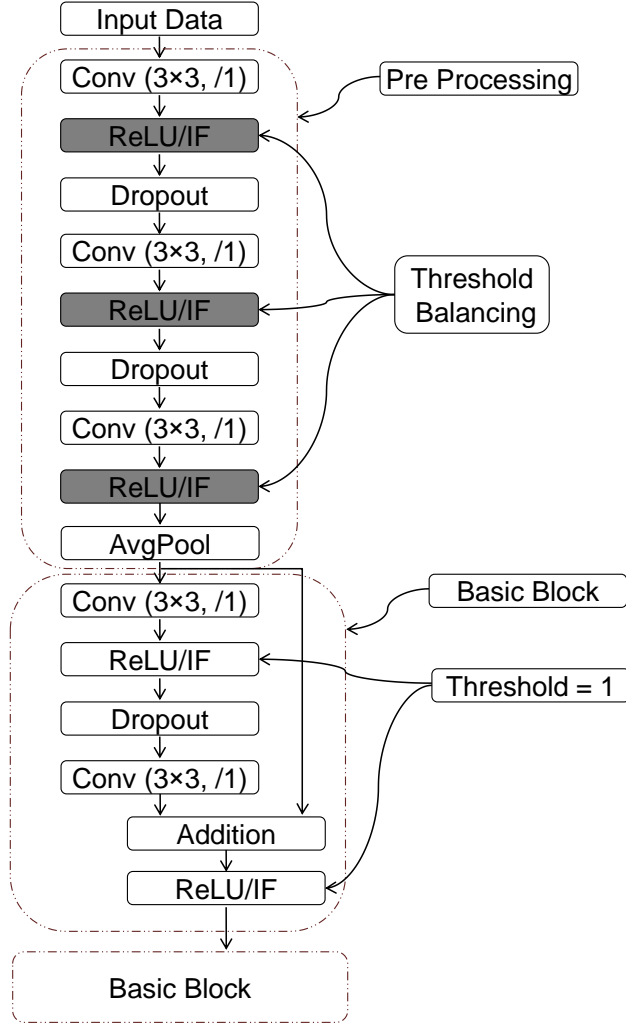 Input Data
Conv (3×3, /1)
Pre Processing
ReLU/IF
Dropout
Conv (3×3, /1)
Threshold
Balancing
ReLU/IF
Dropout
Conv (3×3, /1)
ReLU/IF
AvgPool
Conv (3×3, /1)
Basic Block
ReLU/IF
Threshold = 1
Dropout
Conv (3×3, /1)
Addition
ReLU/IF
Basic Block